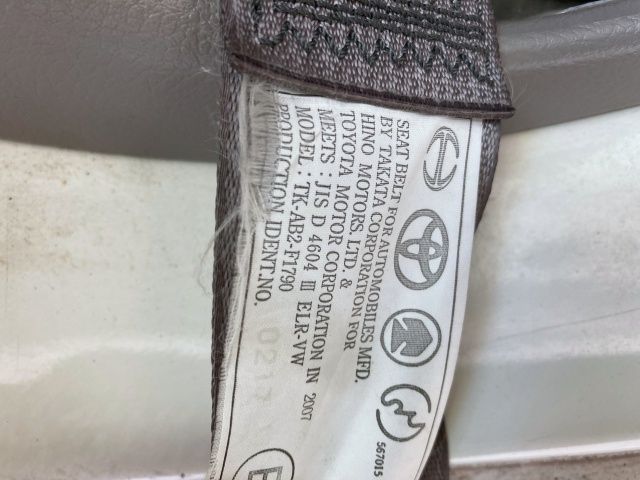 SEAT BELT FOR AUTOMOBILES MFD.
BY TAKATA CORPORATION FOR
HINO MOTORS. LTD. &
TOYOTA MOTOR CORPORATION IN 2007
MEETS : JIS D 4604 III ELR-VW
MODEL : TK-AB2-F1790
PRODUCTION IDENT.NO.
567015
E